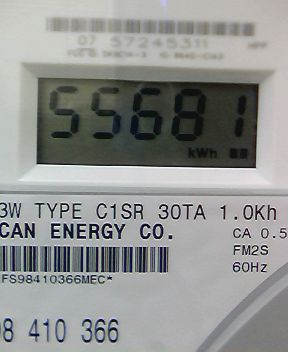 07 57245311
55681
kWh
3W TYPE C1SR 30TA 1.0Kh
CAN ENERGY CO.
CA 0.5
FM2S
60Hz
FS98410366MEC*
98 410 366